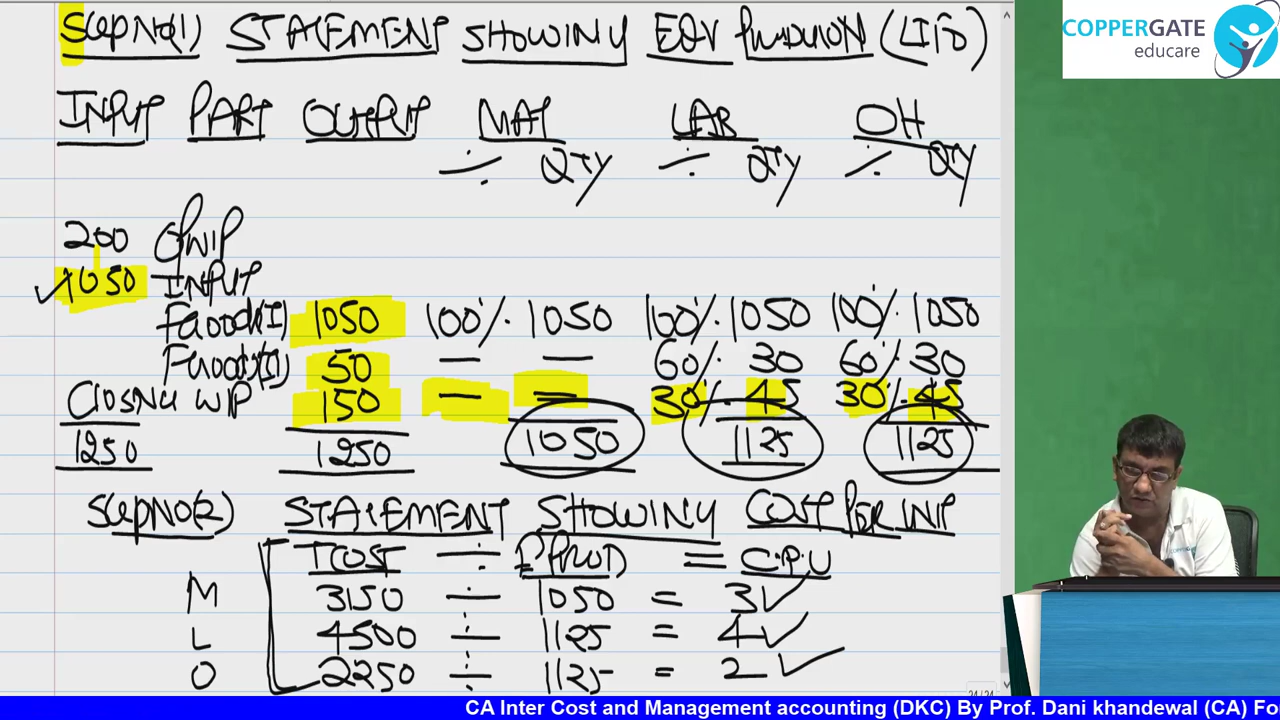 COPPERGATE
educare
Step NO(1) STATEMENT SHOWING EQV Production (LIFO)
INPUT PART OUTPUT MAT LAB OH
% QTY % QTY % QTY
200 OPWIP
1050 INPUT
1050 100% 1050 100% 1050 100% 1050
50 — — 60% 30 60% 30
Closing WIP 150 — — 30% 45 30% 45
1250 1250 1050 1125 1125
Step NO(2) STATEMENT SHOWING COST PER UNIT
T COST ÷ E PROD = C.P.U
M 3150 ÷ 1050 = 3 ✓
L 4500 ÷ 1125 = 4 ✓
O 2250 ÷ 1125 = 2 ✓
24/24
CA Inter Cost and Management accounting (DKC) By Prof. Dani khandewal (CA) Fo